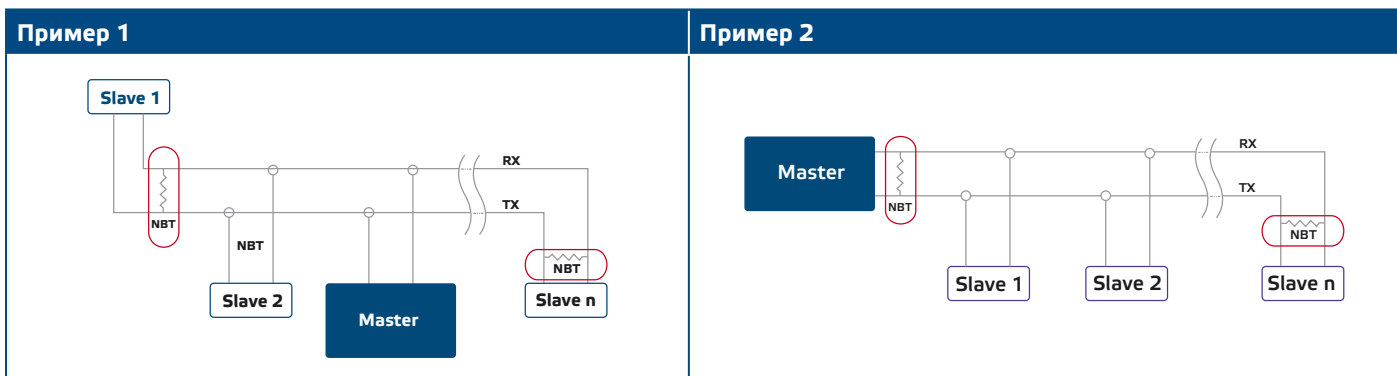 Пример 1
Slave 1
RX
TX
NBT
NBT
NBT
Slave 2
Master
Slave n
Пример 2
Master
RX
TX
NBT
NBT
Slave 1
Slave 2
Slave n